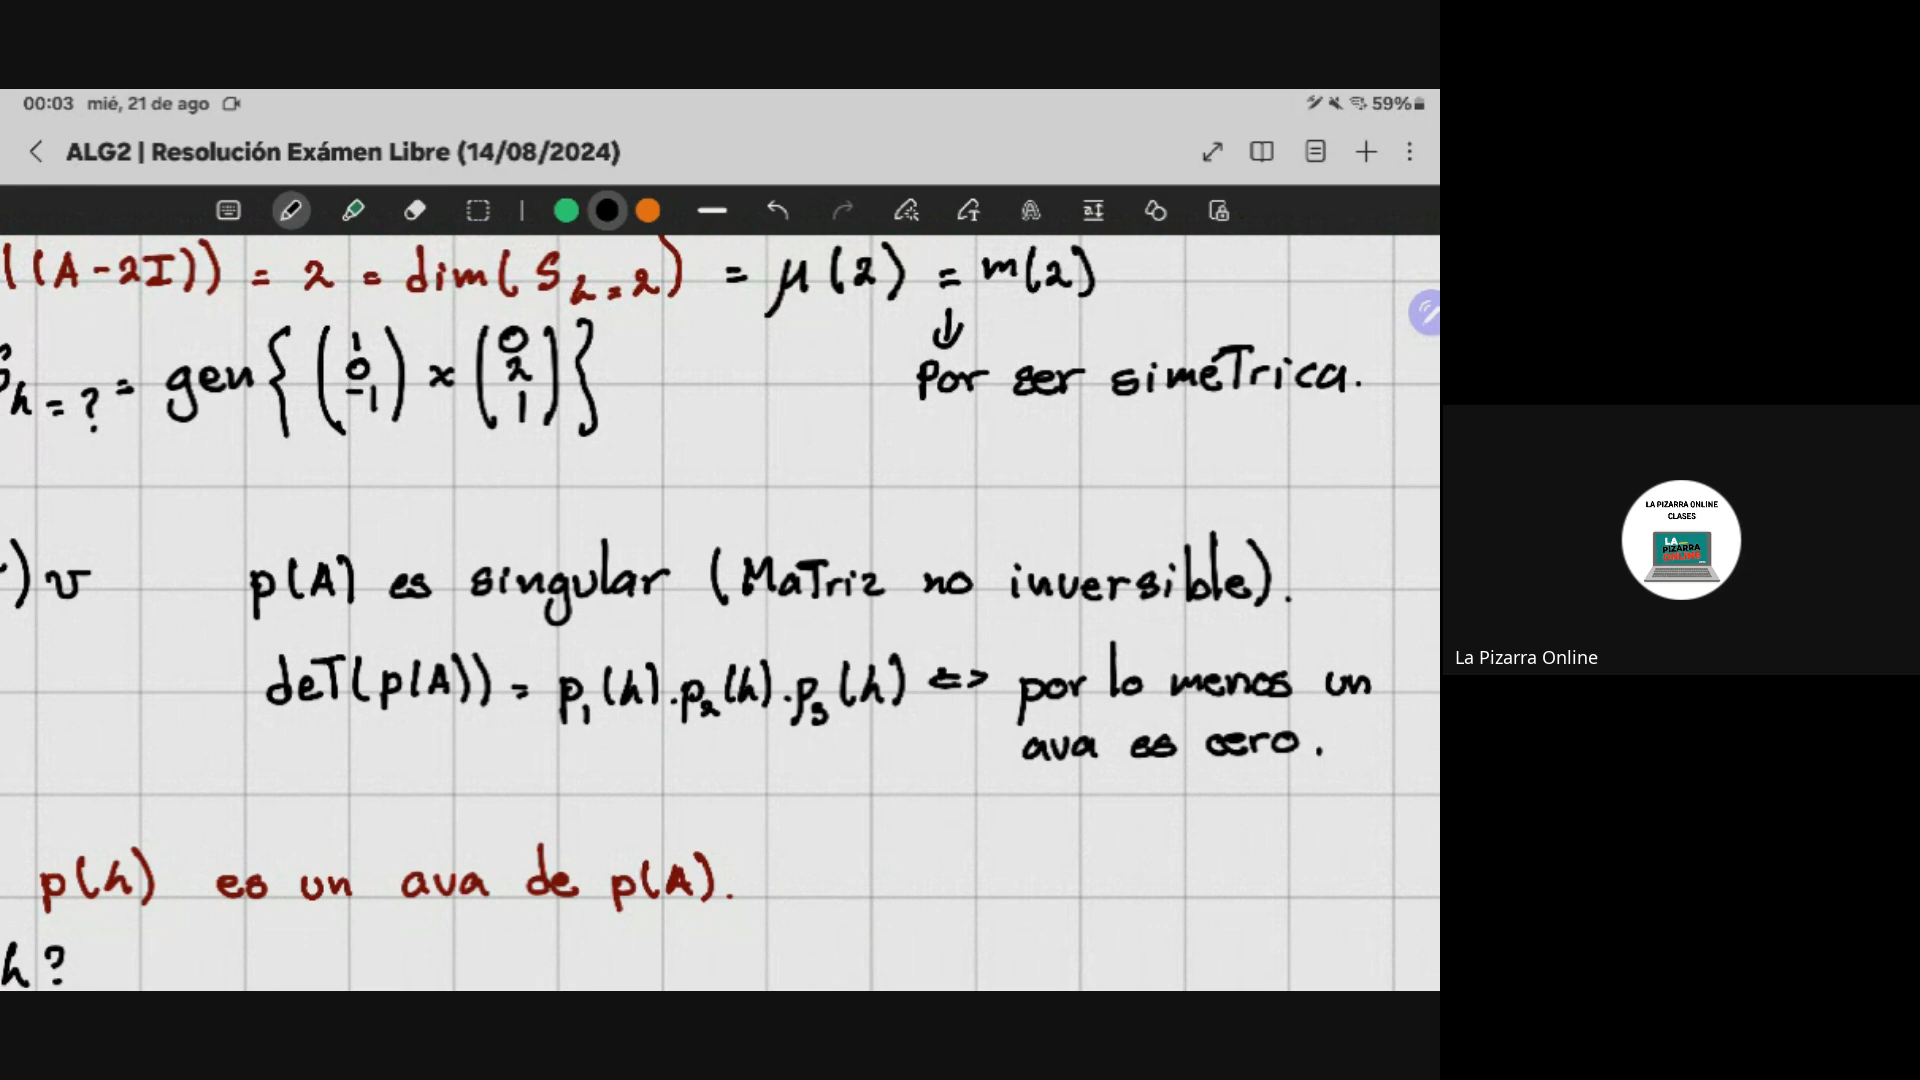 00:03 mié, 21 de ago 59%
ALG2 | Resolución Exámen Libre (14/08/2024)
((A-2I)) = 2 = dim(S λ=2) = μ(2) = m(2)
↓
S λ=? = gen{(1 0 -1) × (0 2 1)} Por ser simétrica.
)v p(A) es singular (Matriz no inversible).
deT(p(A)) = p₁(λ).p₂(λ).p₃(λ) <=> por lo menos un
ava es cero.
p(λ) es un ava de p(A).
λ?
LA PIZARRA ONLINE
CLASES
LA
PIZARRA
ONLINE
La Pizarra Online